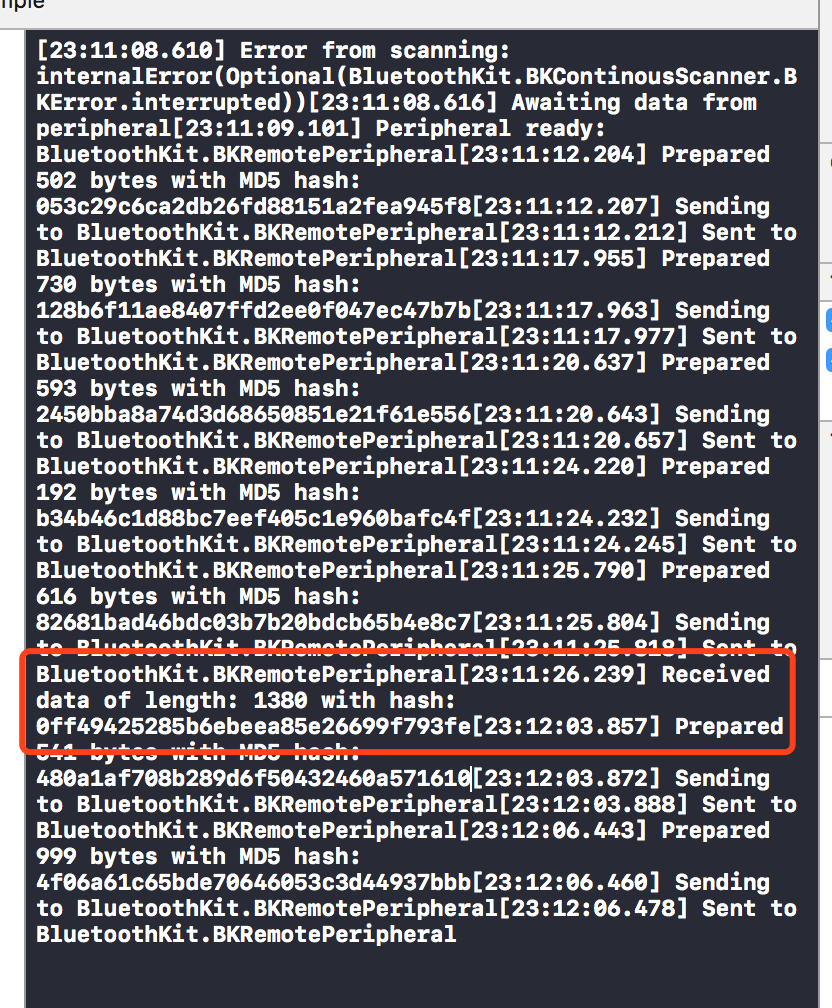 [23:11:08.610] Error from scanning:
internalError(Optional(BluetoothKit.BKContinousScanner.B
KError.interrupted))[23:11:08.616] Awaiting data from
peripheral[23:11:09.101] Peripheral ready:
BluetoothKit.BKRemotePeripheral[23:11:12.204] Prepared
502 bytes with MD5 hash:
053c29c6ca2db26fd88151a2fea945f8[23:11:12.207] Sending
to BluetoothKit.BKRemotePeripheral[23:11:12.212] Sent to
BluetoothKit.BKRemotePeripheral[23:11:17.955] Prepared
730 bytes with MD5 hash:
128b6f11ae8407ffd2ee0f047ec47b7b[23:11:17.963] Sending
to BluetoothKit.BKRemotePeripheral[23:11:17.977] Sent to
BluetoothKit.BKRemotePeripheral[23:11:20.637] Prepared
593 bytes with MD5 hash:
2450bba8a74d3d68650851e21f61e556[23:11:20.643] Sending
to BluetoothKit.BKRemotePeripheral[23:11:20.657] Sent to
BluetoothKit.BKRemotePeripheral[23:11:24.220] Prepared
192 bytes with MD5 hash:
b34b46c1d88bc7eef405c1e960bafc4f[23:11:24.232] Sending
to BluetoothKit.BKRemotePeripheral[23:11:24.245] Sent to
BluetoothKit.BKRemotePeripheral[23:11:25.790] Prepared
616 bytes with MD5 hash:
82681bad46bdc03b7b20bdcb65b4e8c7[23:11:25.804] Sending
to BluetoothKit.BKRemotePeripheral[23:11:25.818] Sent to
BluetoothKit.BKRemotePeripheral[23:11:26.239] Received
data of length: 1380 with hash:
0ff49425285b6ebeea85e26699f793fe[23:12:03.857] Prepared
541 bytes with MD5 hash:
480a1af708b289d6f50432460a571610[23:12:03.872] Sending
to BluetoothKit.BKRemotePeripheral[23:12:03.888] Sent to
BluetoothKit.BKRemotePeripheral[23:12:06.443] Prepared
999 bytes with MD5 hash:
4f06a61c65bde70646053c3d44937bbb[23:12:06.460] Sending
to BluetoothKit.BKRemotePeripheral[23:12:06.478] Sent to
BluetoothKit.BKRemotePeripheral